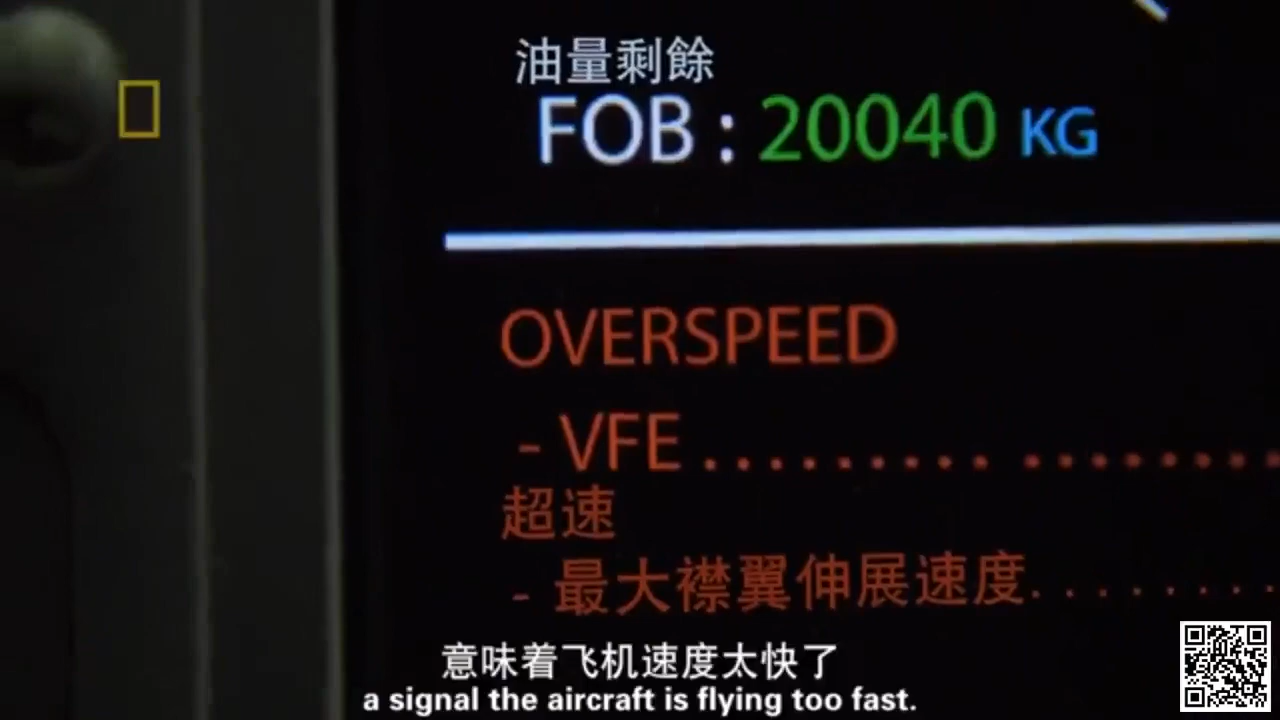 油量剩餘
FOB : 20040 KG
OVERSPEED
- VFE . . . . . . . . . . . . . . . .
超速
- 最大襟翼伸展速度. . . . . . . .
意味着飞机速度太快了
a signal the aircraft is flying too fast.